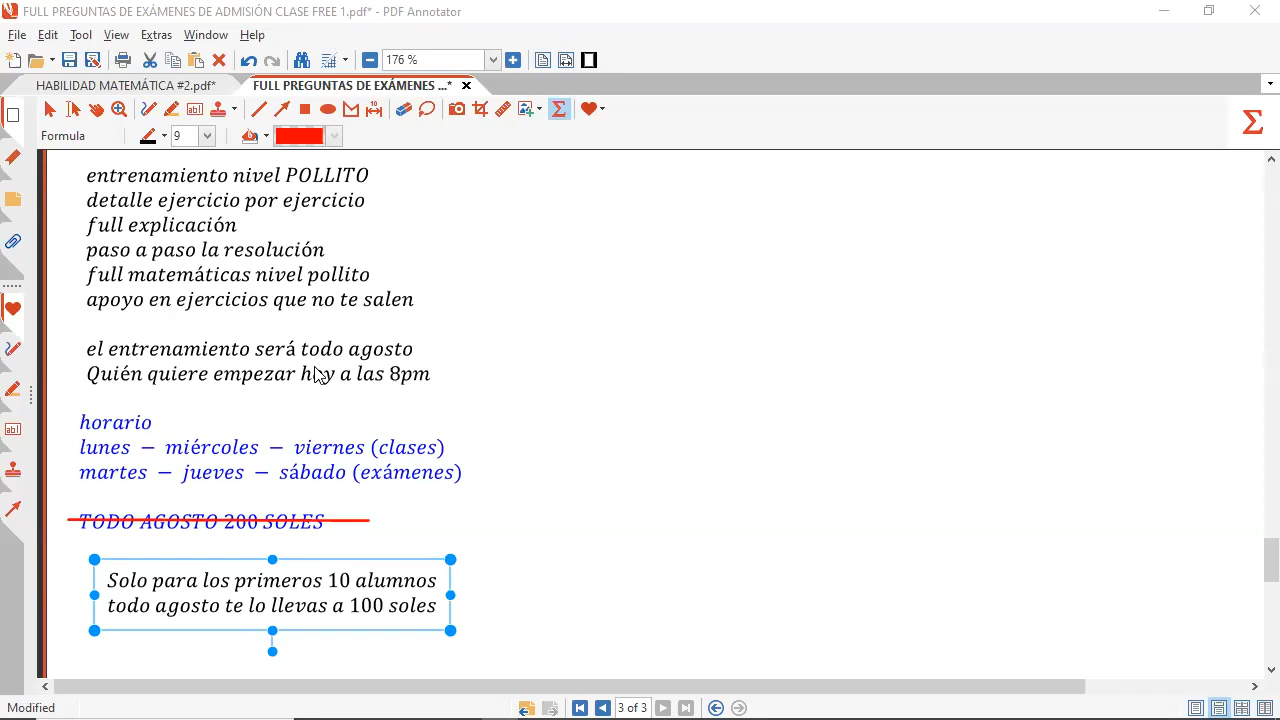 FULL PREGUNTAS DE EXÁMENES DE ADMISIÓN CLASE FREE 1.pdf* - PDF Annotator
File Edit Tool View Extras Window Help
176 %
HABILIDAD MATEMÁTICA #2.pdf*
FULL PREGUNTAS DE EXÁMENES ...*
Formula
9
entrenamiento nivel POLLITO
detalle ejercicio por ejercicio
full explicación
paso a paso la resolución
full matemáticas nivel pollito
apoyo en ejercicios que no te salen
el entrenamiento será todo agosto
Quién quiere empezar hoy a las 8pm
horario
lunes − miércoles − viernes (clases)
martes − jueves − sábado (exámenes)
TODO AGOSTO 200 SOLES
Solo para los primeros 10 alumnos
todo agosto te lo llevas a 100 soles
Modified
3 of 3